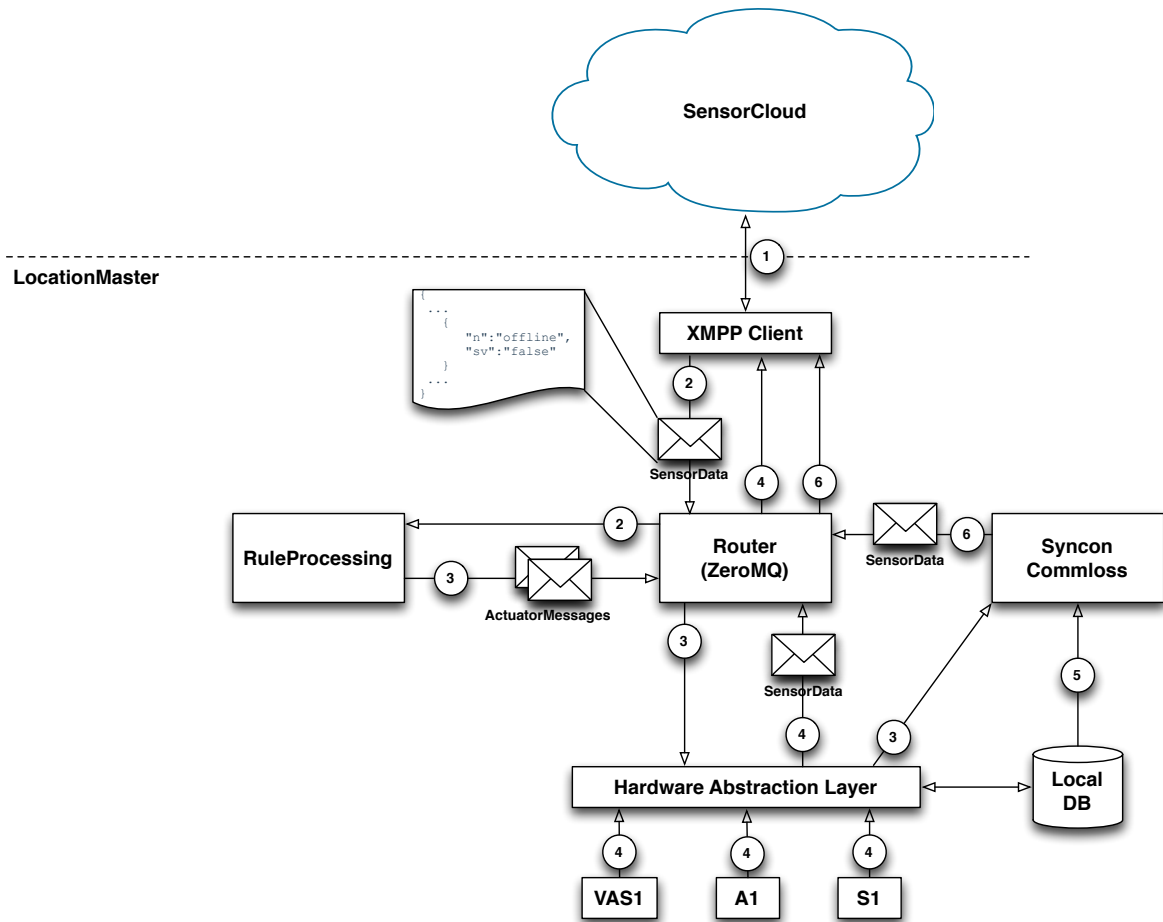 SensorCloud
1
LocationMaster
{
...
{
"n":"offline",
"sv":"false"
}
...
}
XMPP Client
2
SensorData
4
6
RuleProcessing
2
3
ActuatorMessages
Router
(ZeroMQ)
SensorData
6
Syncon
Commloss
3
SensorData
4
3
5
Hardware Abstraction Layer
Local
DB
4
4
4
VAS1
A1
S1